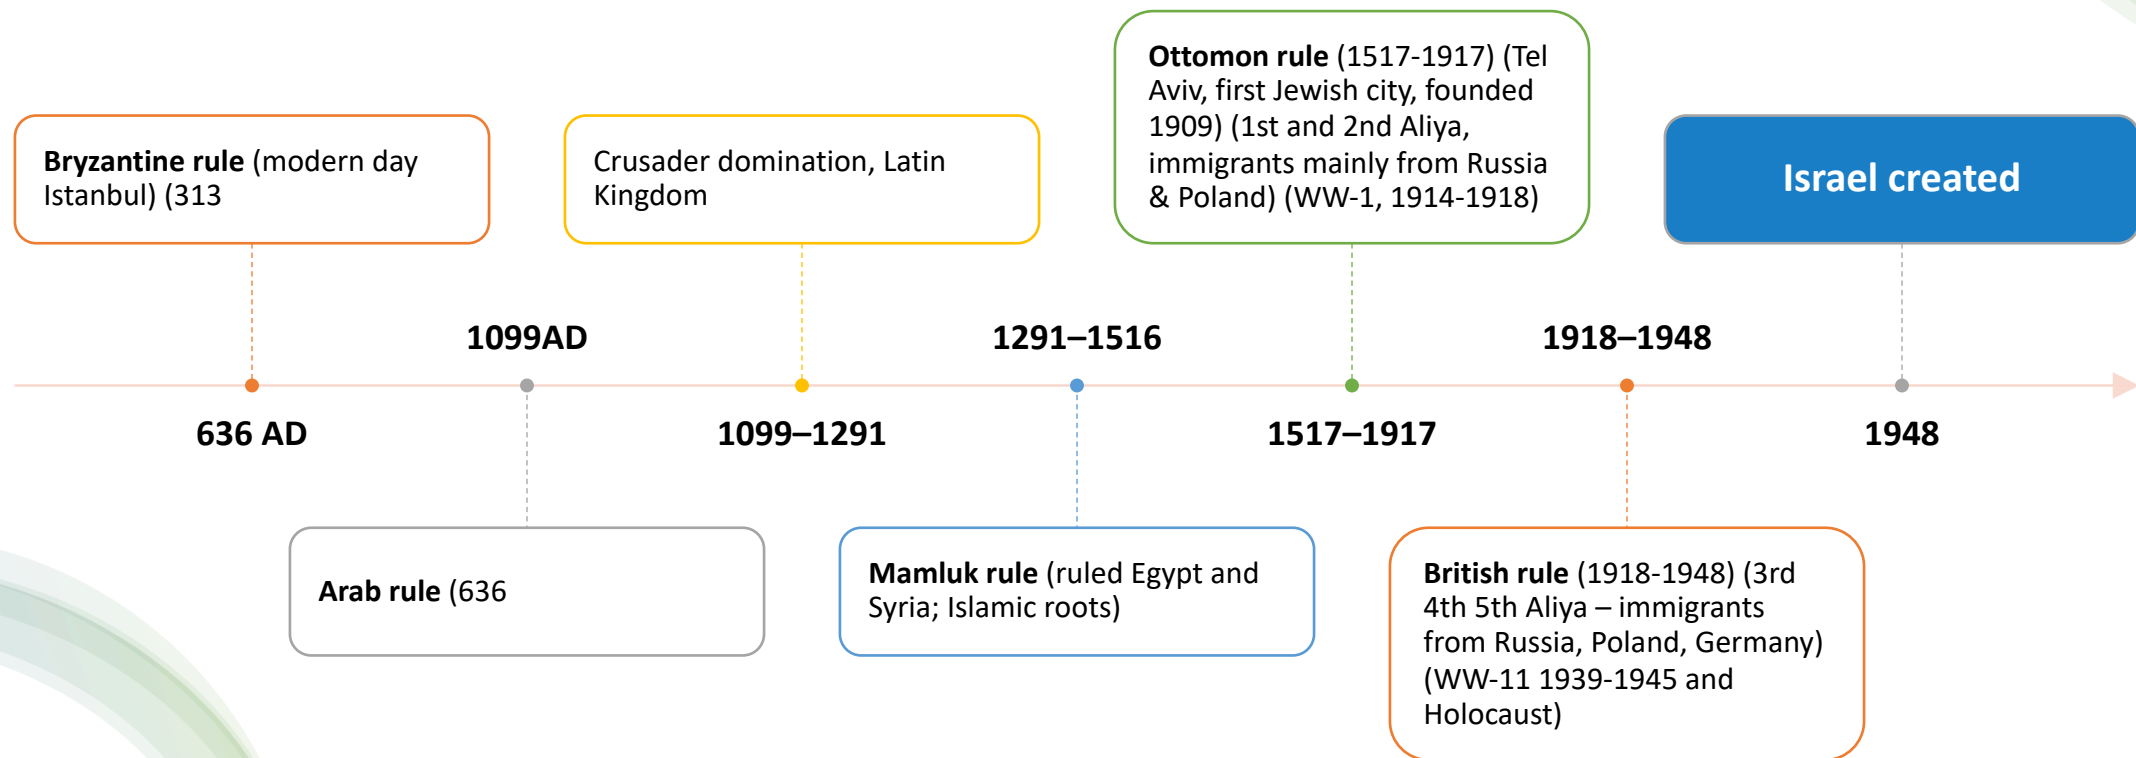 Bryzantine rule (modern day
Istanbul) (313
636 AD
1099AD
Arab rule (636
Crusader domination, Latin
Kingdom
1099–1291
1291–1516
Mamluk rule (ruled Egypt and
Syria; Islamic roots)
Ottomon rule (1517-1917) (Tel
Aviv, first Jewish city, founded
1909) (1st and 2nd Aliya,
immigrants mainly from Russia
& Poland) (WW-1, 1914-1918)
1517–1917
1918–1948
British rule (1918-1948) (3rd
4th 5th Aliya – immigrants
from Russia, Poland, Germany)
(WW-11 1939-1945 and
Holocaust)
Israel created
1948